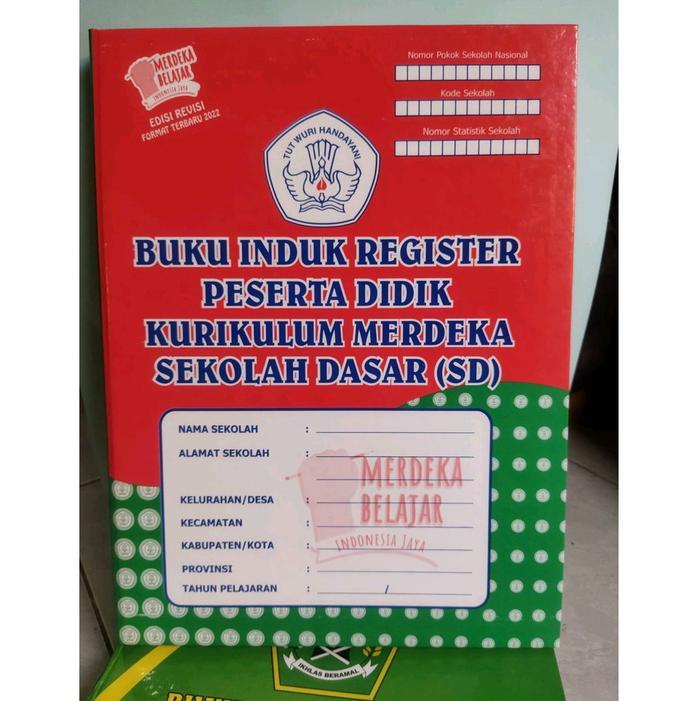 MERDEKA
BELAJAR
INDONESIA JAYA
EDISI REVISI
FORMAT TERBARU 2022
Nomor Pokok Sekolah Nasional
Kode Sekolah
Nomor Statistik Sekolah
TUT WURI HANDAYANI
BUKU INDUK REGISTER
PESERTA DIDIK
KURIKULUM MERDEKA
SEKOLAH DASAR (SD)
NAMA SEKOLAH :
ALAMAT SEKOLAH :
KELURAHAN/DESA :
KECAMATAN :
KABUPATEN/KOTA :
PROVINSI :
TAHUN PELAJARAN : /
MERDEKA
BELAJAR
INDONESIA JAYA
IKHLAS BERAMAL